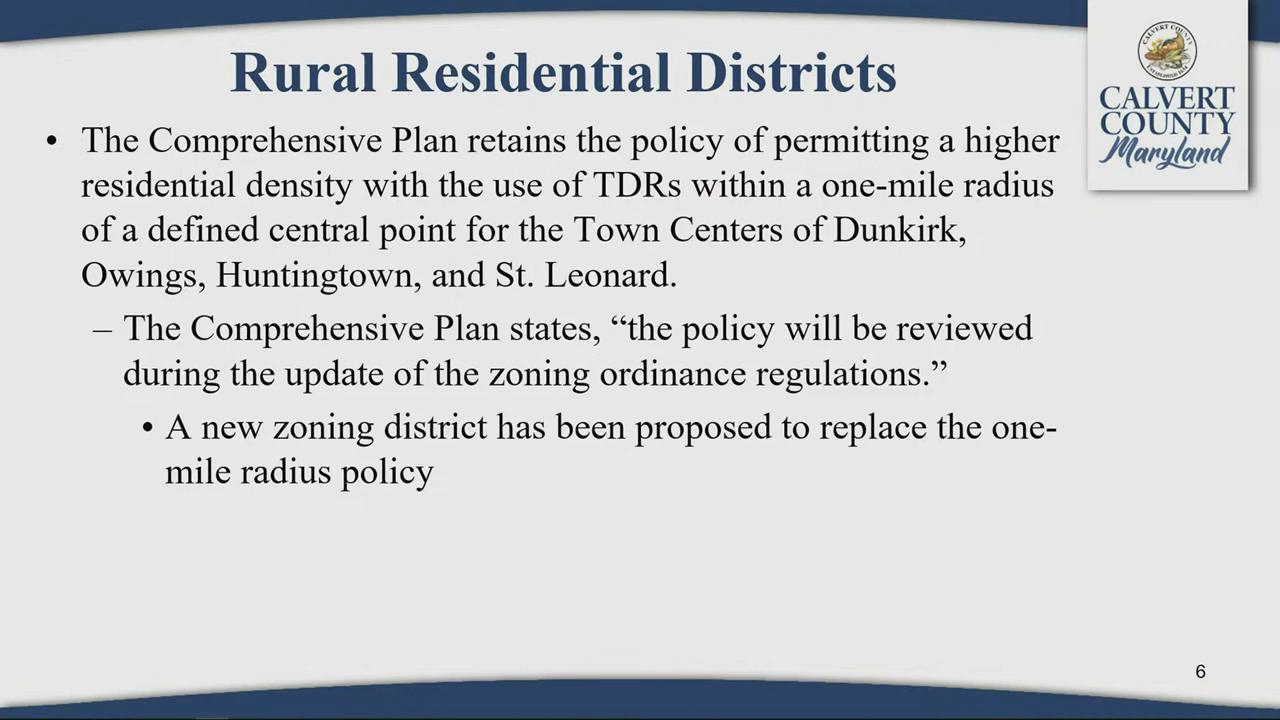 Rural Residential Districts
CALVERT COUNTY
CALVERT
COUNTY
Maryland
• The Comprehensive Plan retains the policy of permitting a higher
residential density with the use of TDRs within a one-mile radius
of a defined central point for the Town Centers of Dunkirk,
Owings, Huntingtown, and St. Leonard.
– The Comprehensive Plan states, “the policy will be reviewed
during the update of the zoning ordinance regulations.”
• A new zoning district has been proposed to replace the one-
mile radius policy
6